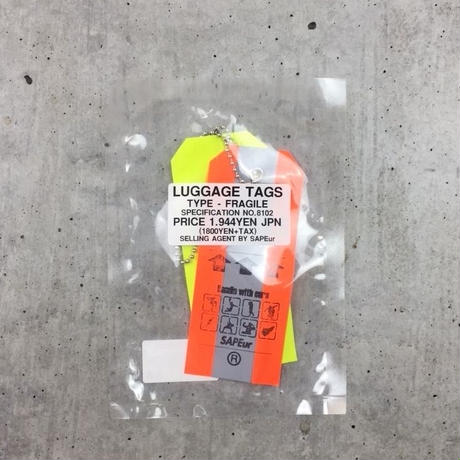 LUGGAGE TAGS
TYPE - FRAGILE
SPECIFICATION NO.8102
PRICE 1.944YEN JPN
(1800YEN+TAX)
SELLING AGENT BY SAPEur
Handle with care
SAPEur
®